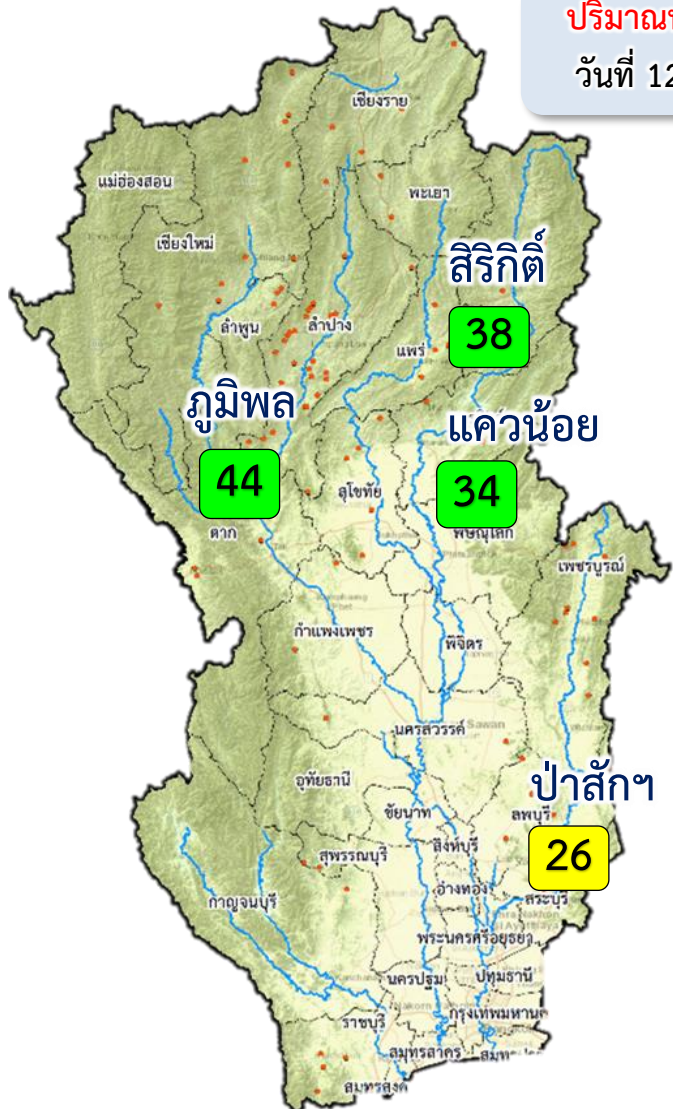 วันที่ 12
เชียงราย
แม่ฮ่องสอน
พะเยา
เชียงใหม่
สิริกิติ์
38
ลำพูน
ลำปาง
แพร่
ภูมิพล
44
แควน้อย
34
สุโขทัย
ตาก
พิษณุโลก
เพชรบูรณ์
กำแพงเพชร
พิจิตร
นครสวรรค์
Sawan
อุทัยธานี
ป่าสักฯ
26
ชัยนาท
ลพบุรี
สิงห์บุรี
สุพรรณบุรี
อ่างทอง
กาญจนบุรี
สระบุรี
พระนครศรีอยุธยา
นครปฐม
ปทุมธานี
กรุงเทพมหานค
ราชบุรี
สมุทรสาคร